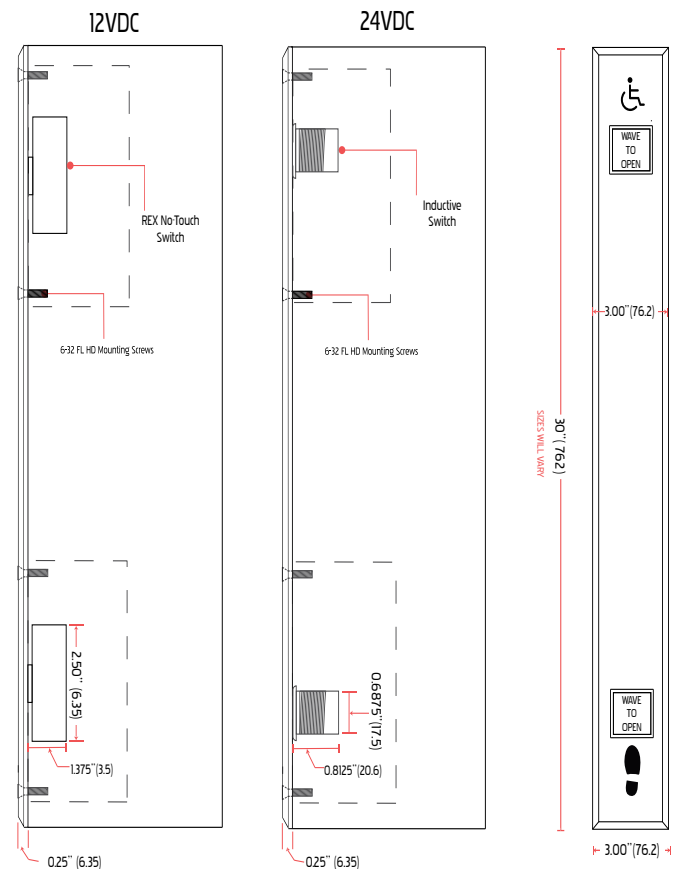 12VDC
24VDC
WAVE
TO
OPEN
REX No-Touch
Switch
Inductive
Switch
3.00"(76.2)
6-32 FL HD Mounting Screws
6-32 FL HD Mounting Screws
30" (762)
SIZES WILL VARY
2.50" (6.35)
1.375"(3.5)
0.6875"(17.5)
0.8125"(20.6)
WAVE
TO
OPEN
0.25" (6.35)
0.25" (6.35)
3.00"(76.2)